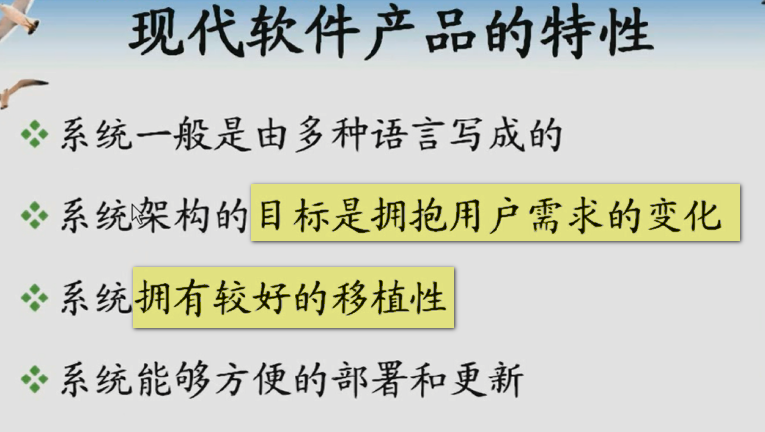 现代软件产品的特性
系统一般是由多种语言写成的
系统架构的目标是拥抱用户需求的变化
系统拥有较好的移植性
系统能够方便的部署和更新